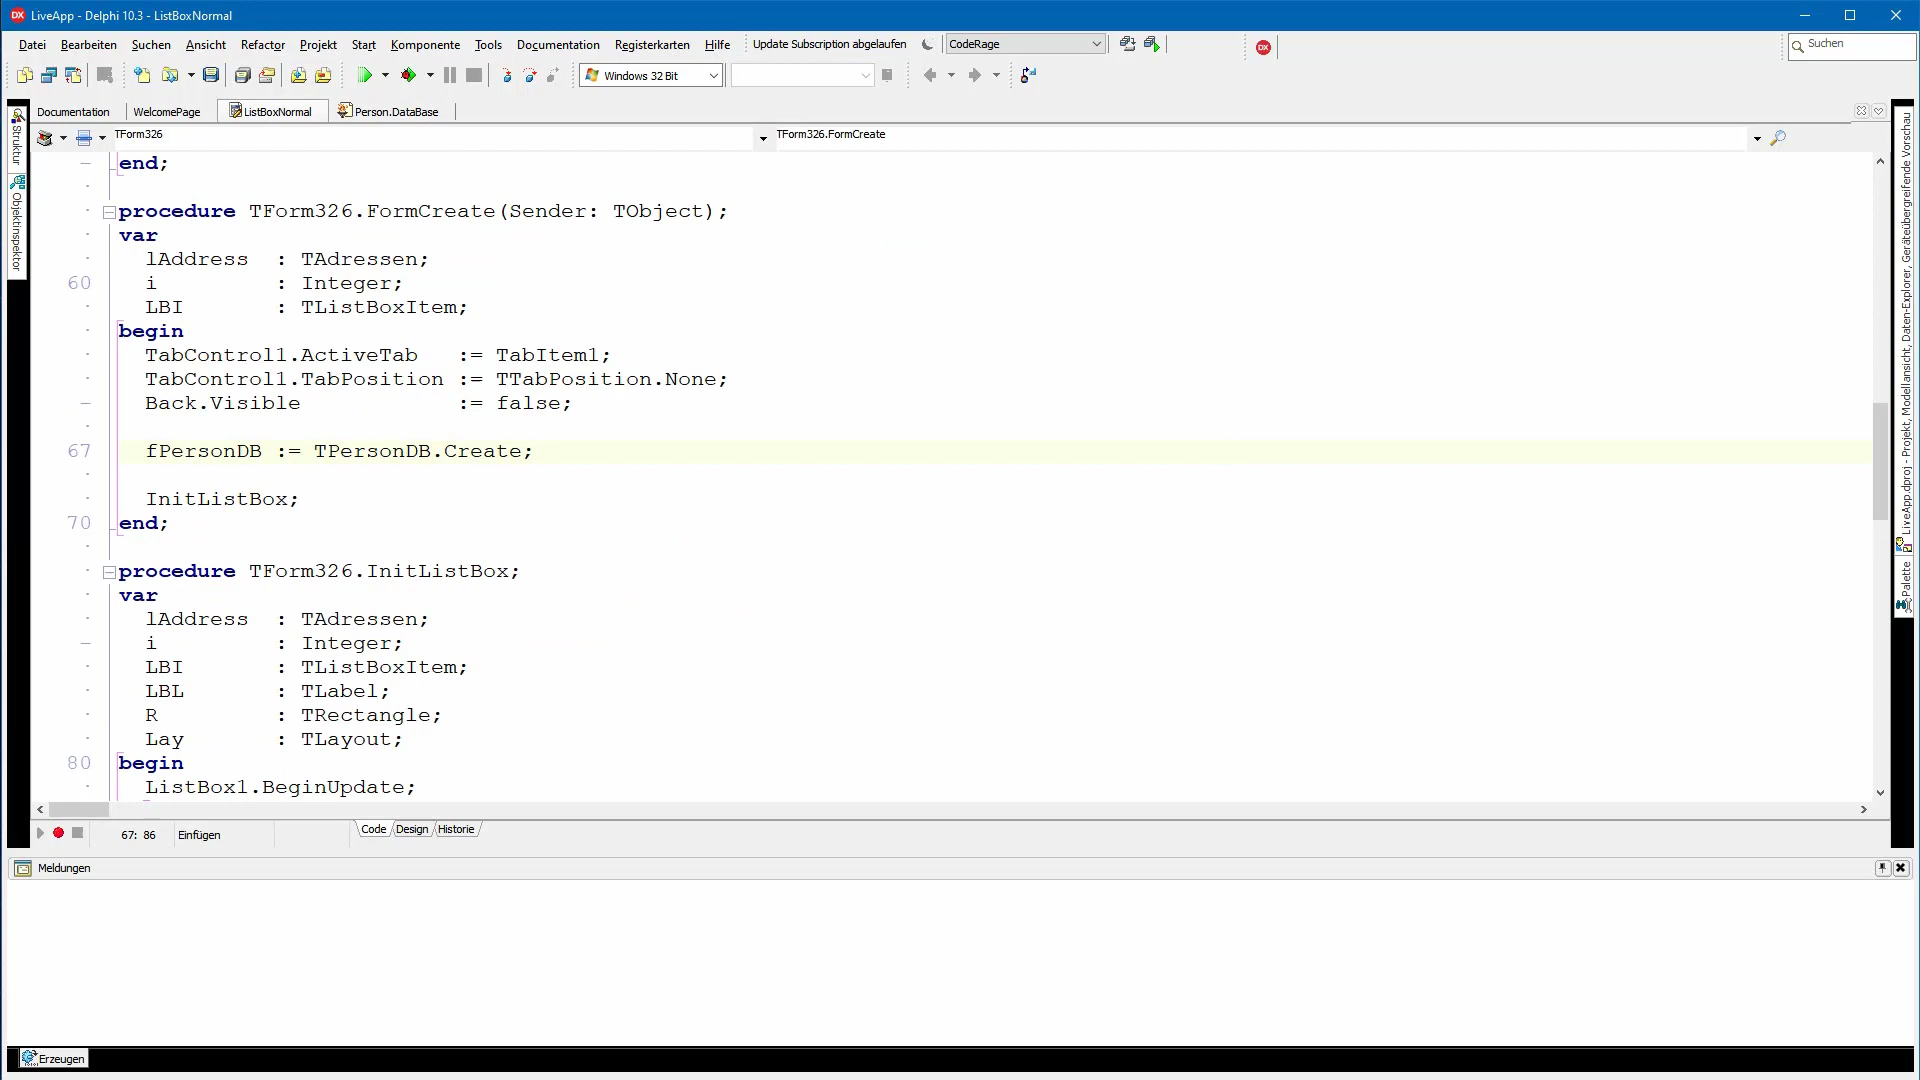 LiveApp - Delphi 10.3 - ListBoxNormal
Datei Bearbeiten Suchen Ansicht Refactor Projekt Start Komponente Tools Documentation Registerkarten Hilfe Update Subscription abgelaufen CodeRage Suchen
Windows 32 Bit
Documentation WelcomePage ListBoxNormal Person.DataBase
TForm326 TForm326.FormCreate
end;
procedure TForm326.FormCreate(Sender: TObject);
var
lAddress : TAdressen;
60 i : Integer;
LBI : TListBoxItem;
begin
TabControl1.ActiveTab := TabItem1;
TabControl1.TabPosition := TTabPosition.None;
Back.Visible := false;
67 fPersonDB := TPersonDB.Create;
InitListBox;
70 end;
procedure TForm326.InitListBox;
var
lAddress : TAdressen;
i : Integer;
LBI : TListBoxItem;
LBL : TLabel;
R : TRectangle;
Lay : TLayout;
80 begin
ListBox1.BeginUpdate;
67: 86 Einfügen Code Design Historie
Meldungen
Erzeugen
Struktur
Objektinspektor
LiveApp.dproj - Projekt, Modellansicht, Daten-Explorer, Geräteübergreifende Vorschau
Palette